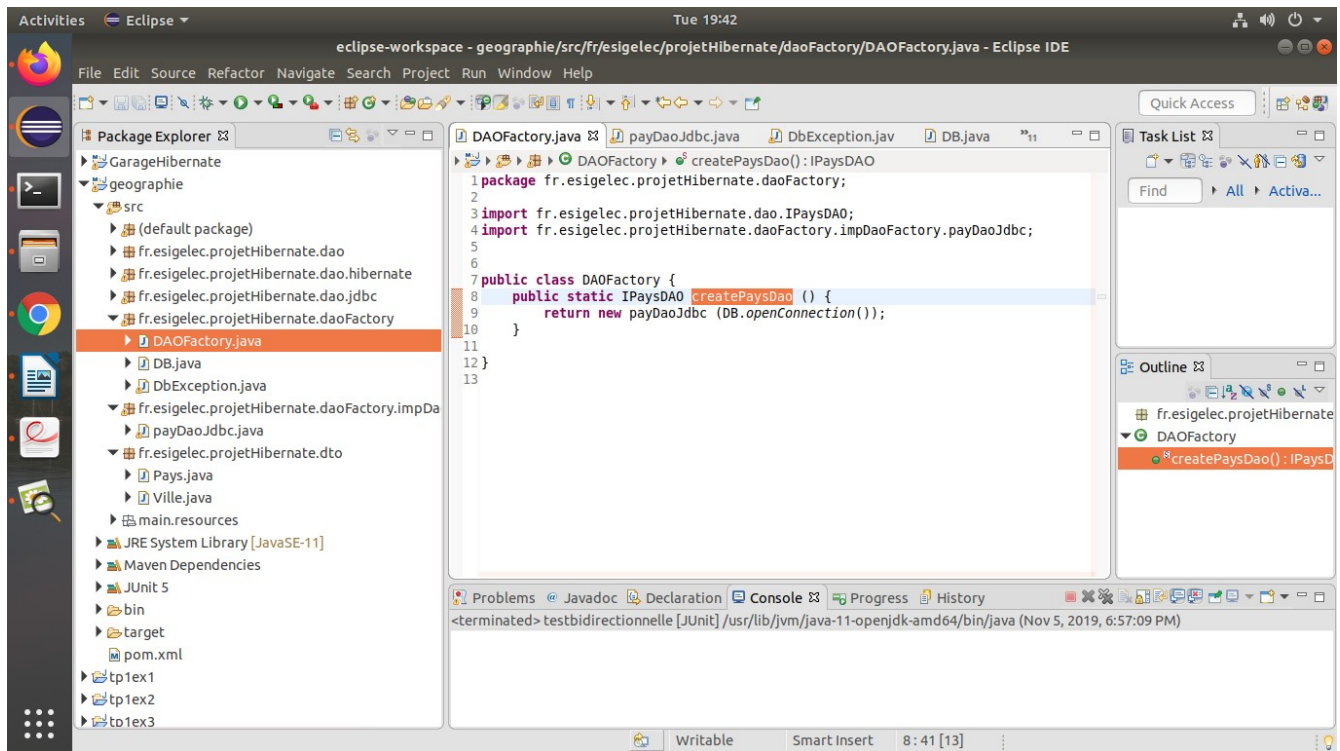 Activities Eclipse Tue 19:42
eclipse-workspace - geographie/src/fr/esigelec/projetHibernate/daoFactory/DAOFactory.java - Eclipse IDE
File Edit Source Refactor Navigate Search Project Run Window Help
Quick Access
Package Explorer
GarageHibernate
geographie
src
(default package)
fr.esigelec.projetHibernate.dao
fr.esigelec.projetHibernate.dao.hibernate
fr.esigelec.projetHibernate.dao.jdbc
fr.esigelec.projetHibernate.daoFactory
DAOFactory.java
DB.java
DbException.java
fr.esigelec.projetHibernate.daoFactory.impDa
payDaoJdbc.java
fr.esigelec.projetHibernate.dto
Pays.java
Ville.java
main.resources
JRE System Library [JavaSE-11]
Maven Dependencies
JUnit 5
bin
target
pom.xml
tp1ex1
tp1ex2
tp1ex3
DAOFactory.java payDaoJdbc.java DbException.jav DB.java »11
DAOFactory createPaysDao() : IPaysDAO
1 package fr.esigelec.projetHibernate.daoFactory;
2
3 import fr.esigelec.projetHibernate.dao.IPaysDAO;
4 import fr.esigelec.projetHibernate.daoFactory.impDaoFactory.payDaoJdbc;
5
6
7 public class DAOFactory {
8 public static IPaysDAO createPaysDao () {
9 return new payDaoJdbc (DB.openConnection());
10 }
11
12 }
13
Task List
Find All Activa...
Outline
fr.esigelec.projetHibernate
DAOFactory
createPaysDao() : IPaysD
Problems Javadoc Declaration Console Progress History
<terminated> testbidirectionnelle [JUnit] /usr/lib/jvm/java-11-openjdk-amd64/bin/java (Nov 5, 2019, 6:57:09 PM)
Writable Smart Insert 8 : 41 [13]